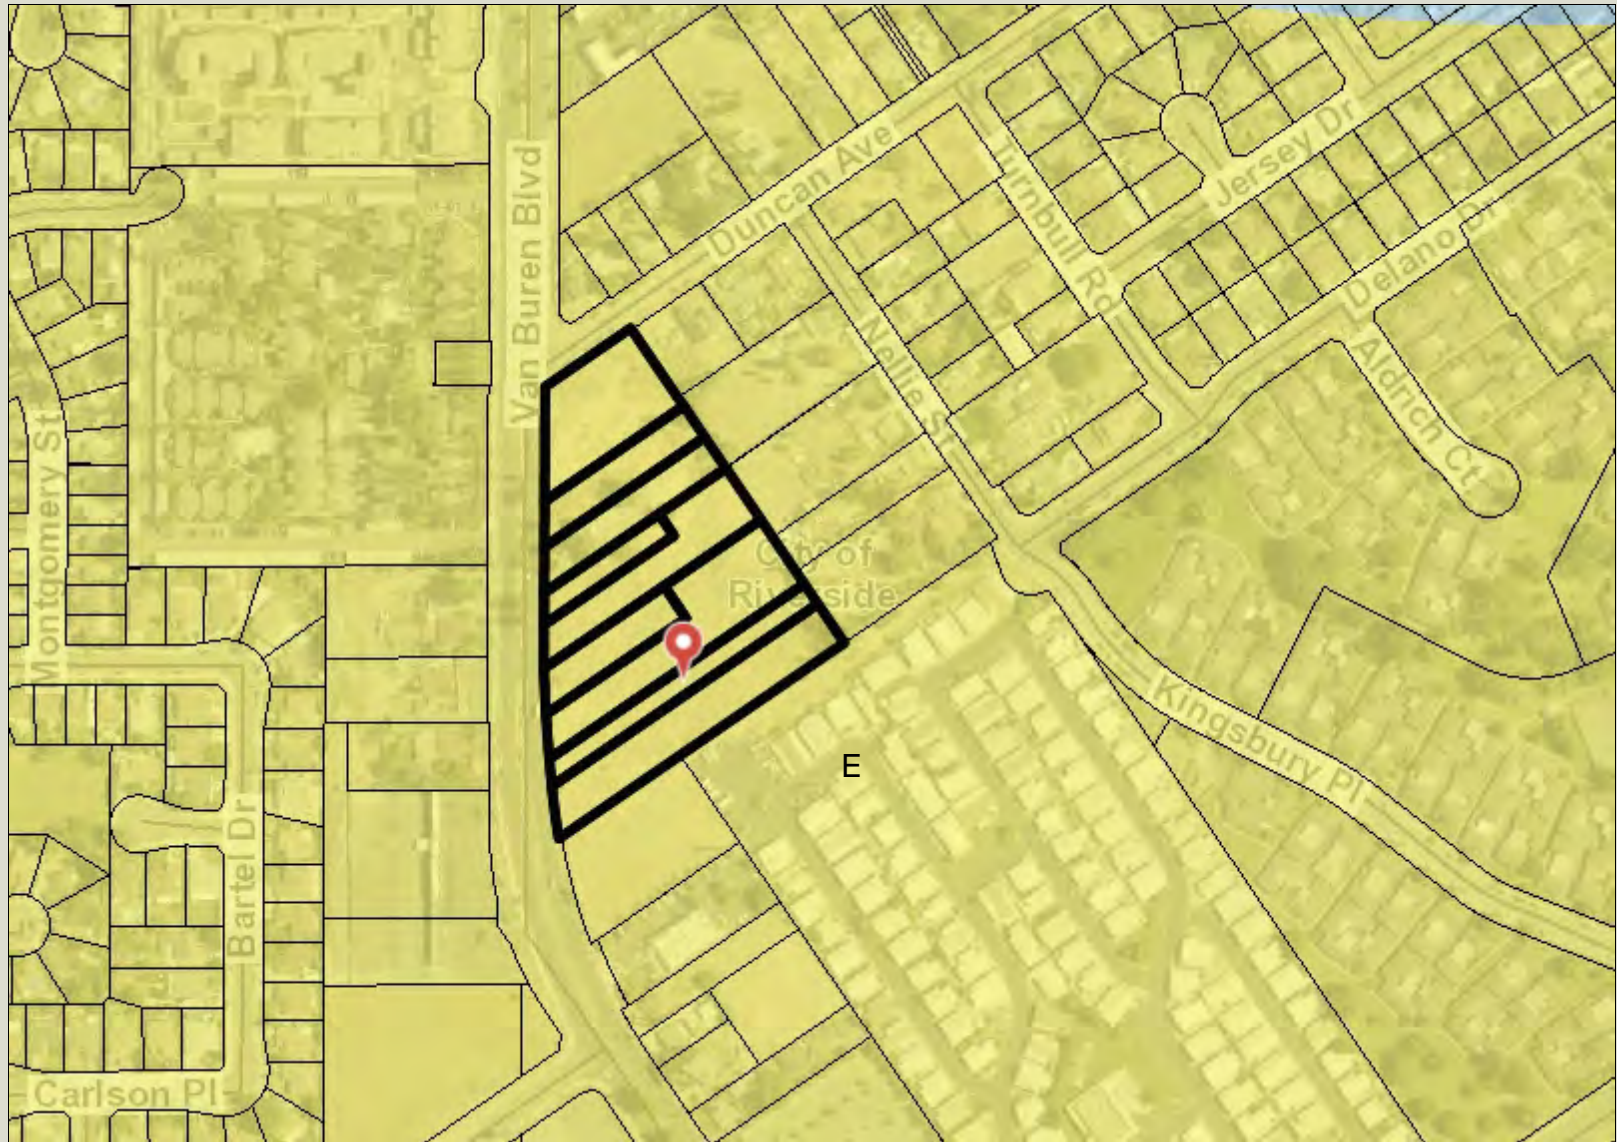 Duncan Ave
Turnbull Rd
Jersey Dr
Van Buren Blvd
Delano Dr
Nellie St
Aldrich Ct
Montgomery St
City of
Riverside
Kingsbury Pl
E
Bartel Dr
Carlson Pl